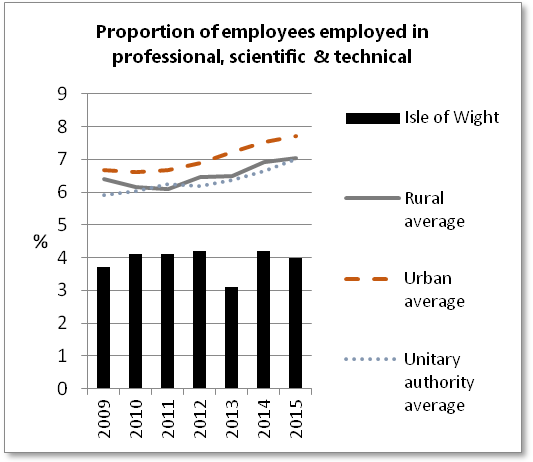 Proportion of employees employed in
professional, scientific & technical
9
8
7
6
5
4
3
2
1
0
%
2009
2010
2011
2012
2013
2014
2015
Isle of Wight
Rural
average
Urban
average
Unitary
authority
average